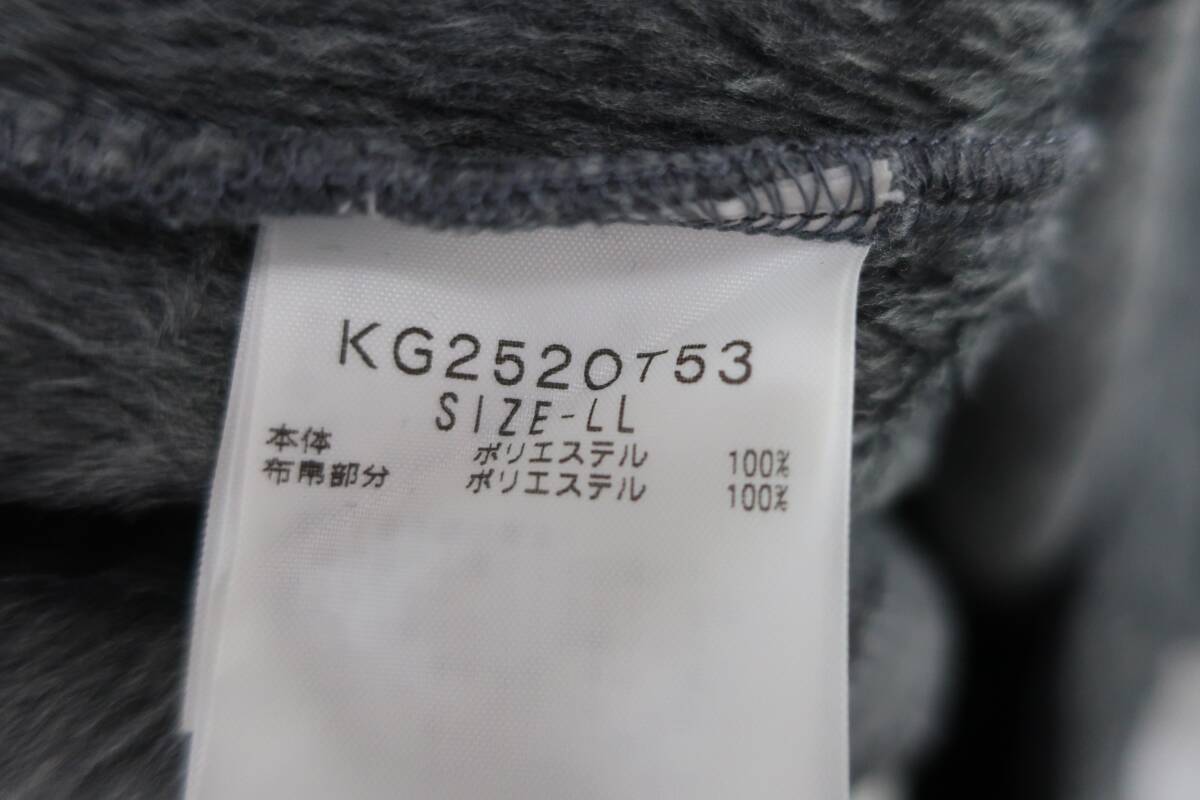 KG2520T53
SIZE-LL
本体 ポリエステル 100%
布帛部分 ポリエステル 100%